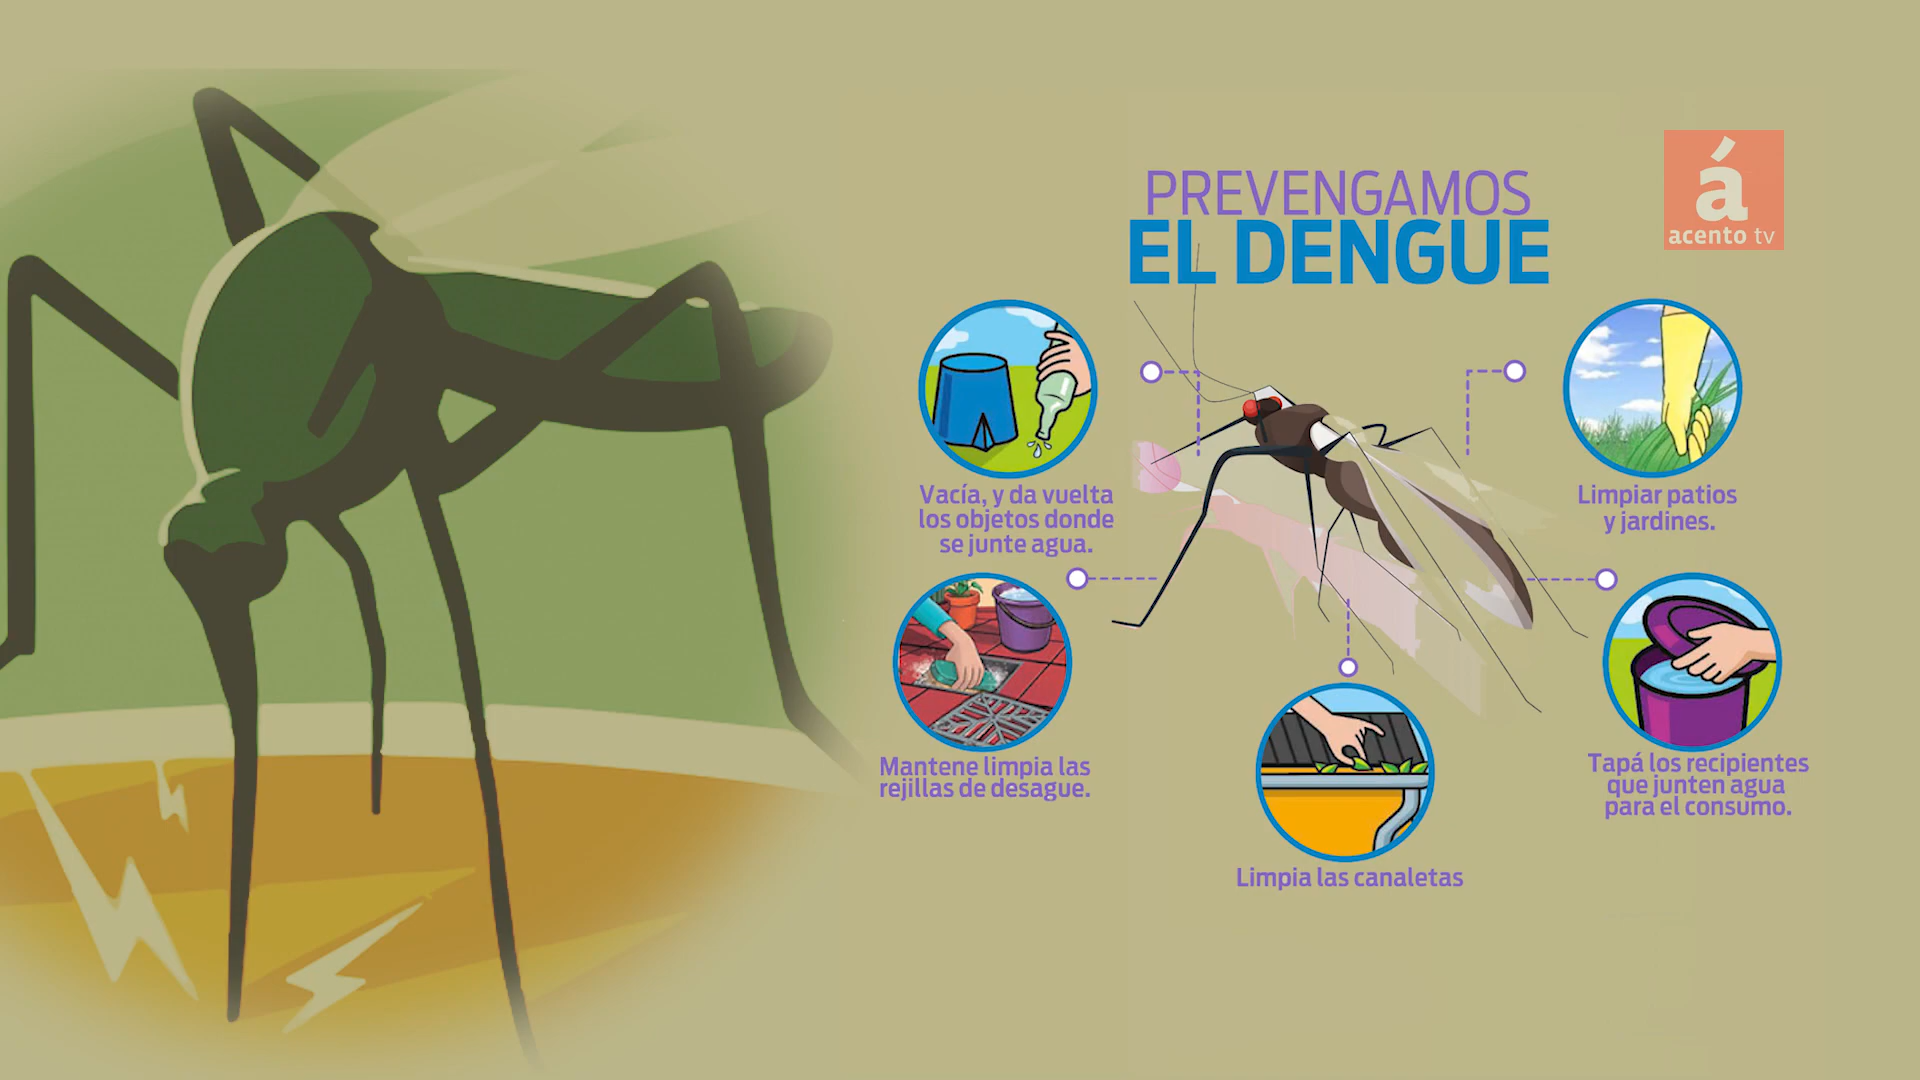 PREVENGAMOS
EL DENGUE
á
acento tv
Vacía, y da vuelta
los objetos donde
se junte agua.
Limpiar patios
y jardines.
Mantene limpia las
rejillas de desague.
Tapá los recipientes
que junten agua
para el consumo.
Limpia las canaletas